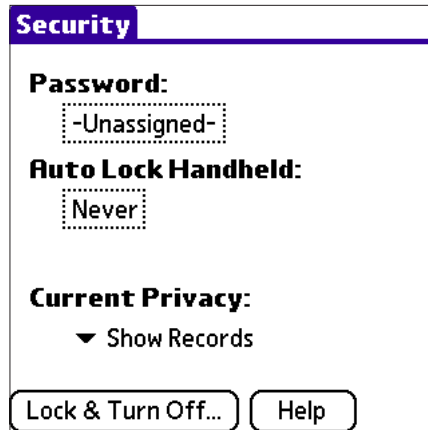 Security
Password:
-Unassigned-
Auto Lock Handheld:
Never
Current Privacy:
Show Records
Lock & Turn Off... Help